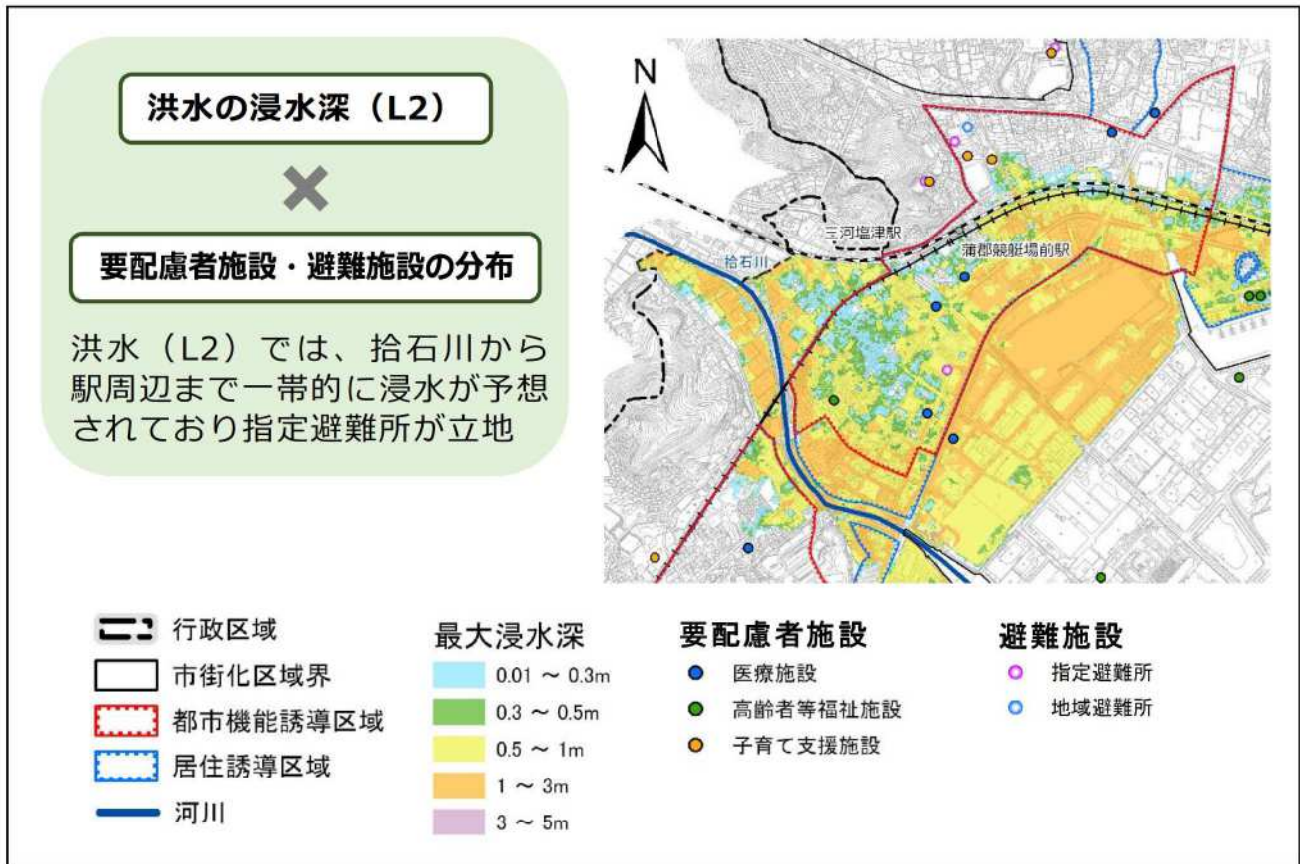 洪水の浸水深（L2）
要配慮者施設・避難施設の分布
洪水（L2）では、拾石川から
駅周辺まで一帯的に浸水が予想
されており指定避難所が立地
N
三河塩津駅
蒲郡競艇場前駅
拾石川
行政区域
市街化区域界
都市機能誘導区域
居住誘導区域
河川
最大浸水深
0.01 ～ 0.3m
0.3 ～ 0.5m
0.5 ～ 1m
1 ～ 3m
3 ～ 5m
要配慮者施設
医療施設
高齢者等福祉施設
子育て支援施設
避難施設
指定避難所
地域避難所